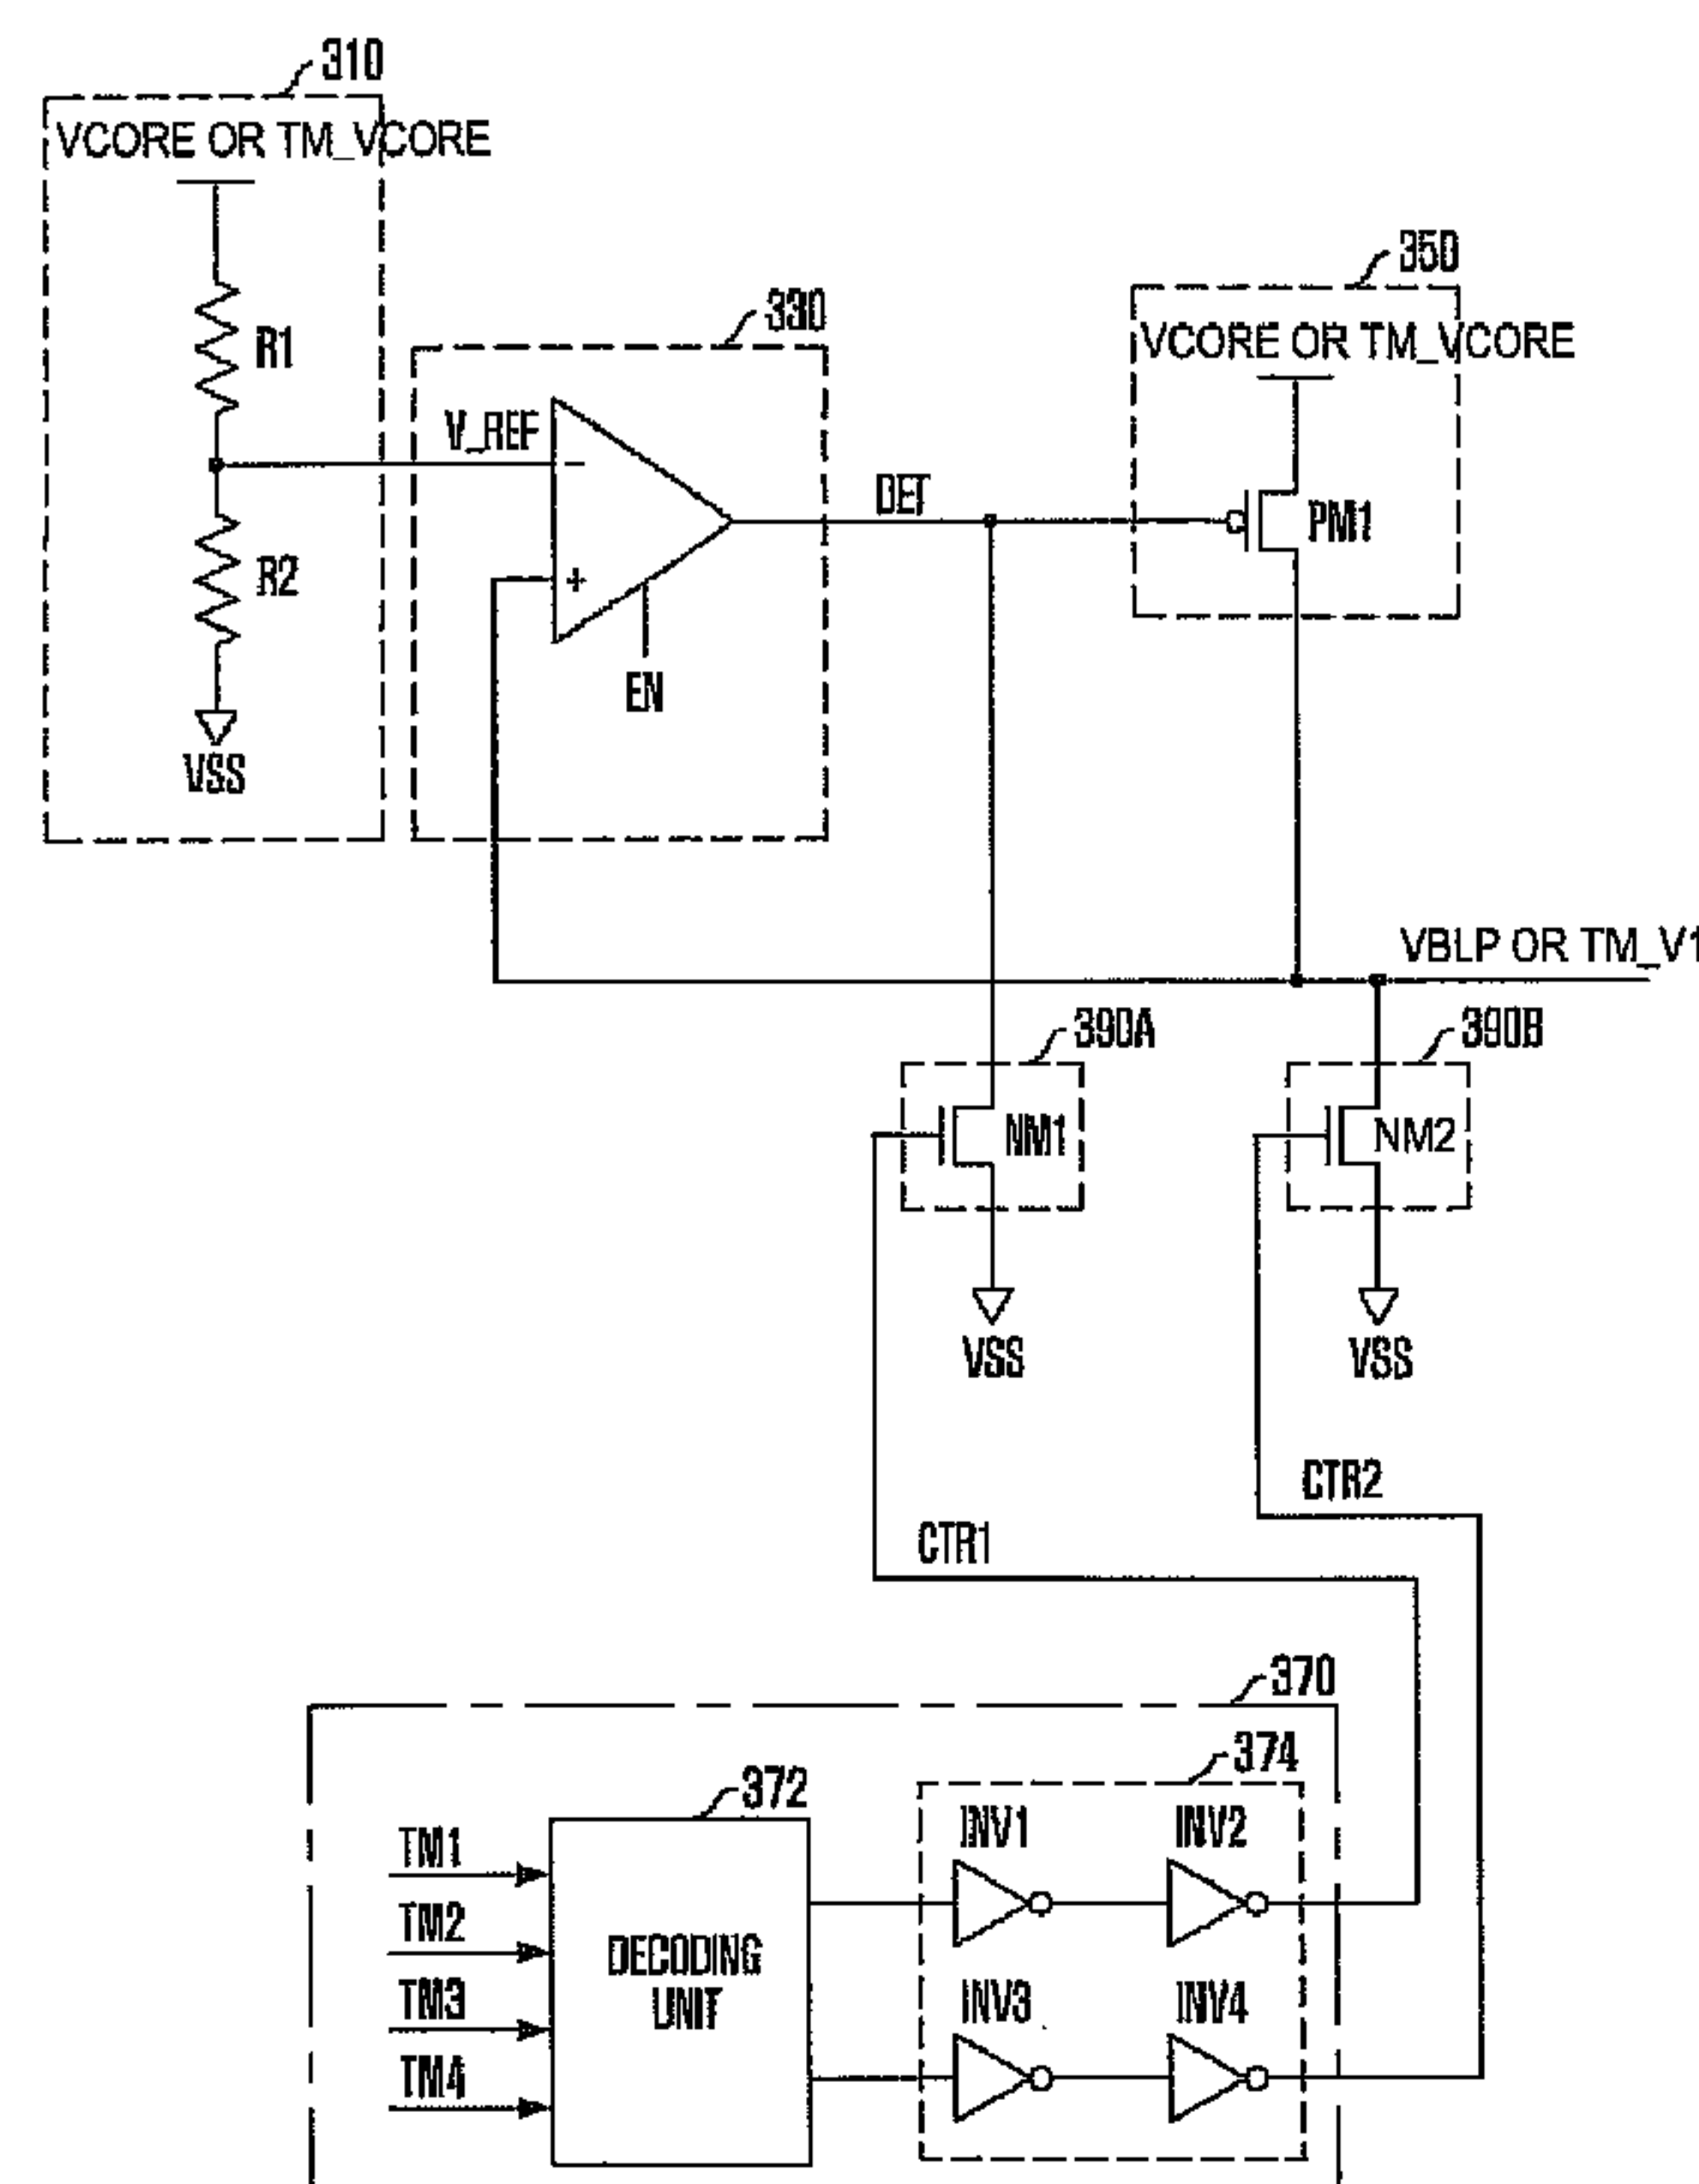 310
VCORE OR TM_VCORE
R1
R2
VSS
330
V_REF
-
+
EN
DET
350
VCORE OR TM_VCORE
PM1
VBLP OR TM_V1
390A
NM1
VSS
390B
NM2
VSS
CTR2
CTR1
370
374
372
INV1
INV2
TM1
TM2
TM3
TM4
DECODING
UNIT
INV3
INV4